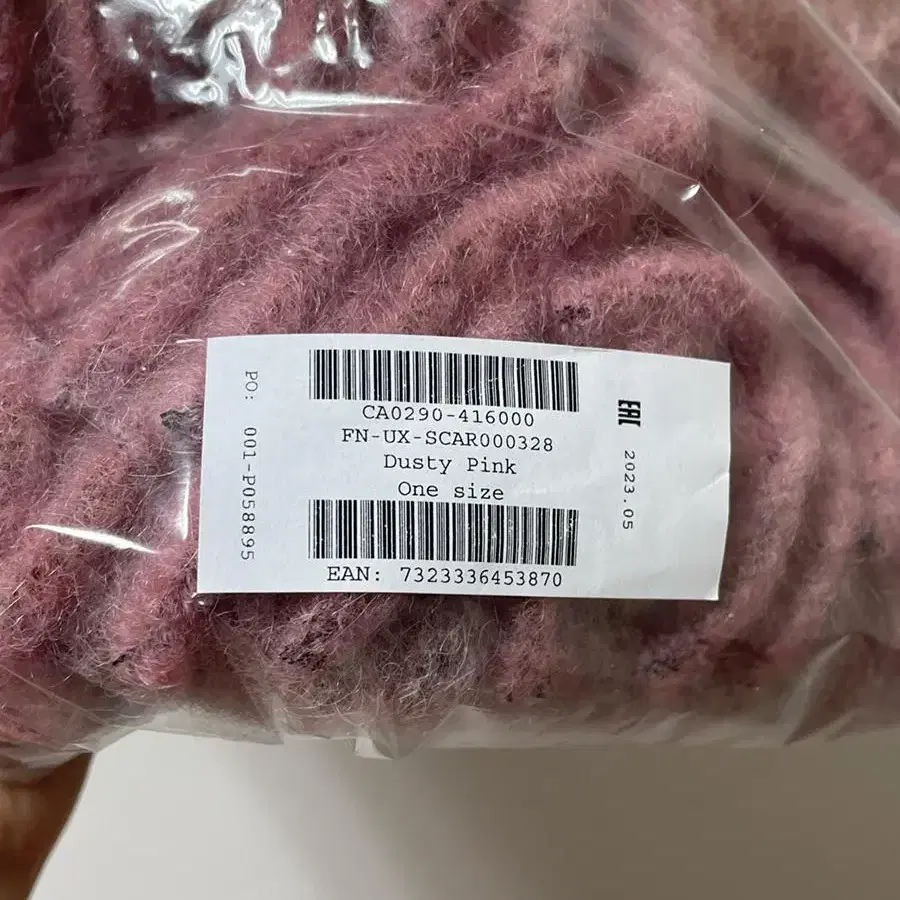 CA0290-416000
FN-UX-SCAR000328
Dusty Pink
One size
EAN: 7323336453870
PO: 001-P058895
EAC
2023.05